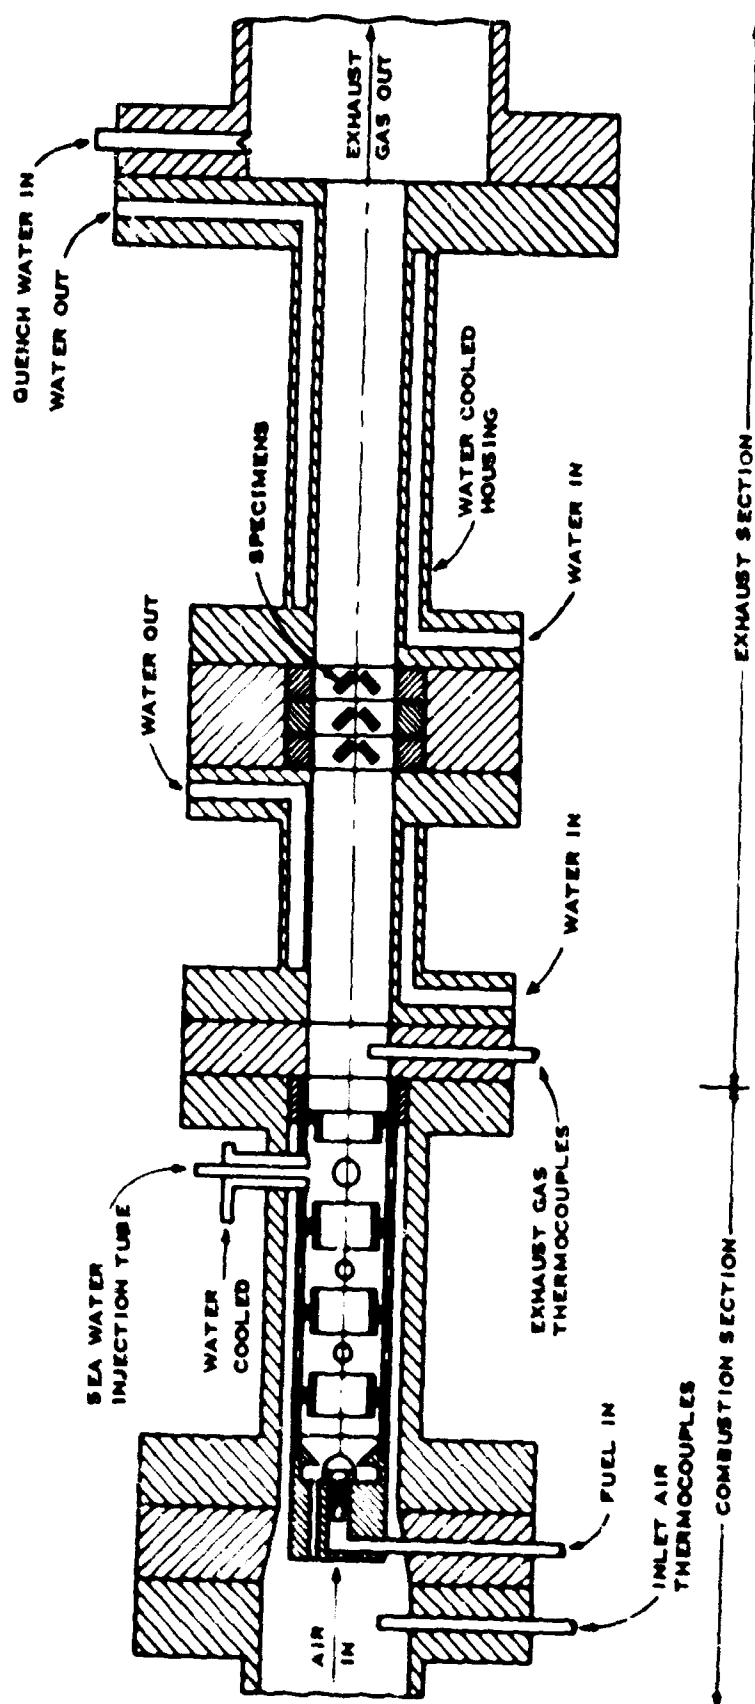 QUENCH WATER IN
WATER OUT
EXHAUST
GAS OUT
SPECIMENS
WATER COOLED
HOUSING
WATER IN
WATER OUT
WATER IN
SEA WATER
INJECTION TUBE
WATER
COOLED
EXHAUST GAS
THERMOCOUPLES
AIR
IN
FUEL IN
INLET AIR
THERMOCOUPLES
COMBUSTION SECTION
EXHAUST SECTION